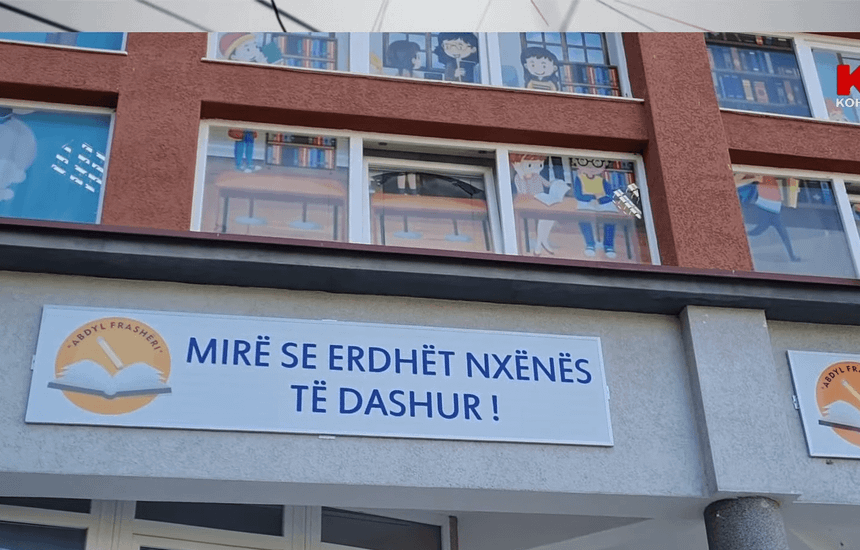 "ABDYL FRASHËRI"
MIRË SE ERDHËT NXËNËS
TË DASHUR !